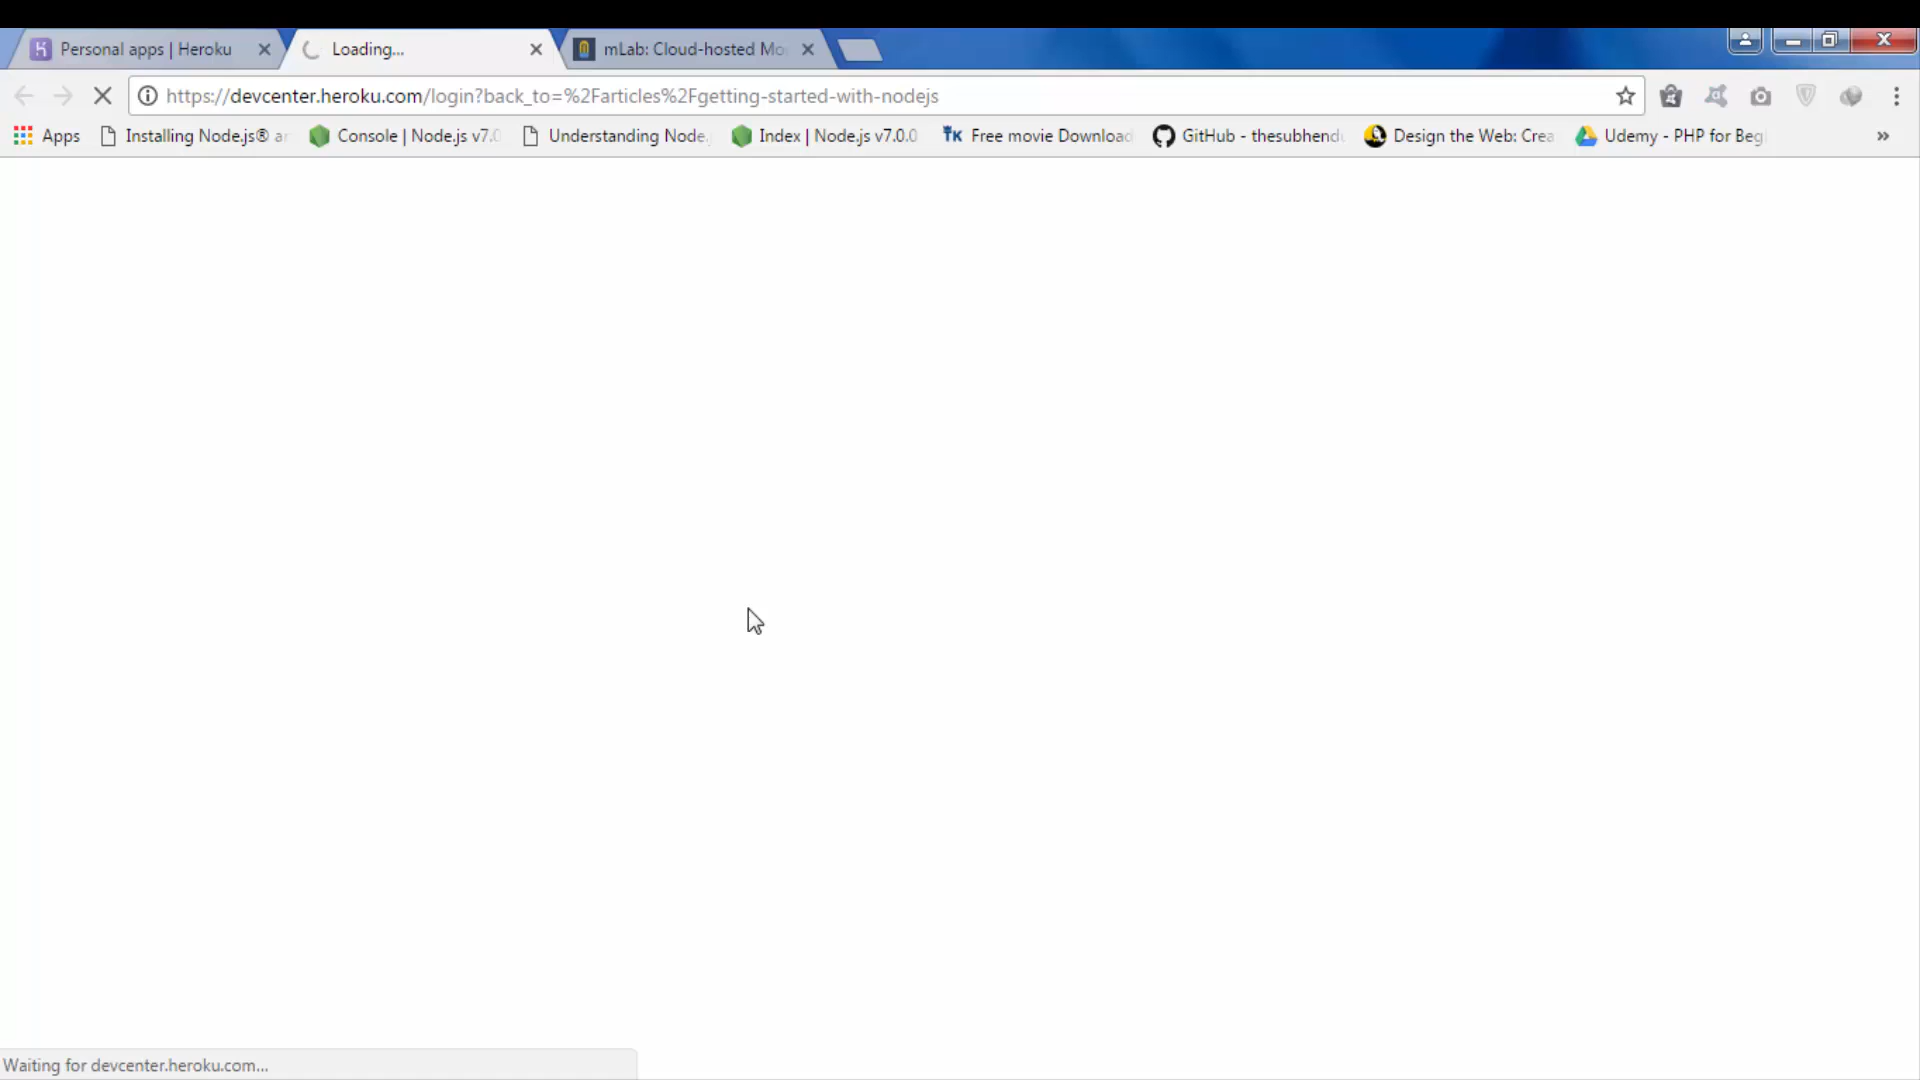 Personal apps | Heroku
Loading...
mLab: Cloud-hosted Mo
https://devcenter.heroku.com/login?back_to=%2Farticles%2Fgetting-started-with-nodejs
Apps Installing Node.js® a Console | Node.js v7.0 Understanding Node. Index | Node.js v7.0.0 Free movie Download GitHub - thesubhend Design the Web: Crea Udemy - PHP for Beg »
Waiting for devcenter.heroku.com...